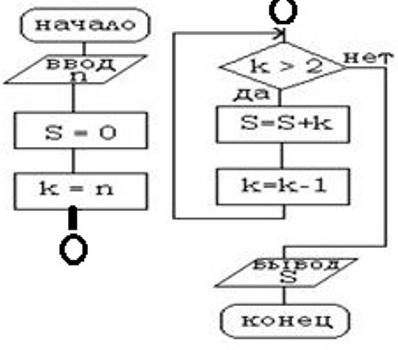 начало
ввод
n
S = 0
k = n
O
O
k > 2
нет
да
S=S+k
k=k-1
вывод
S
конец